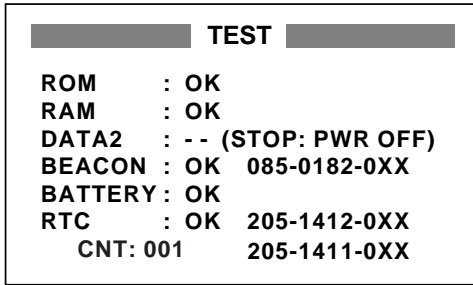 TEST
ROM : OK
RAM : OK
DATA2 : - - (STOP: PWR OFF)
BEACON : OK 085-0182-0XX
BATTERY : OK
RTC : OK 205-1412-0XX
CNT: 001 205-1411-0XX